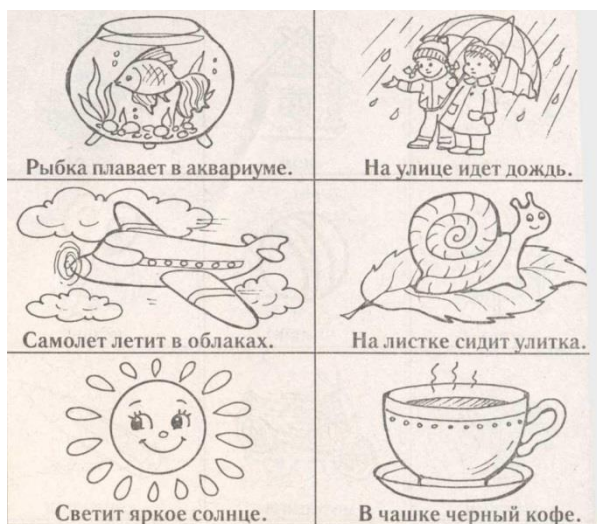 Рыбка плавает в аквариуме.
На улице идет дождь.
Самолет летит в облаках.
На листке сидит улитка.
Светит яркое солнце.
В чашке черный кофе.